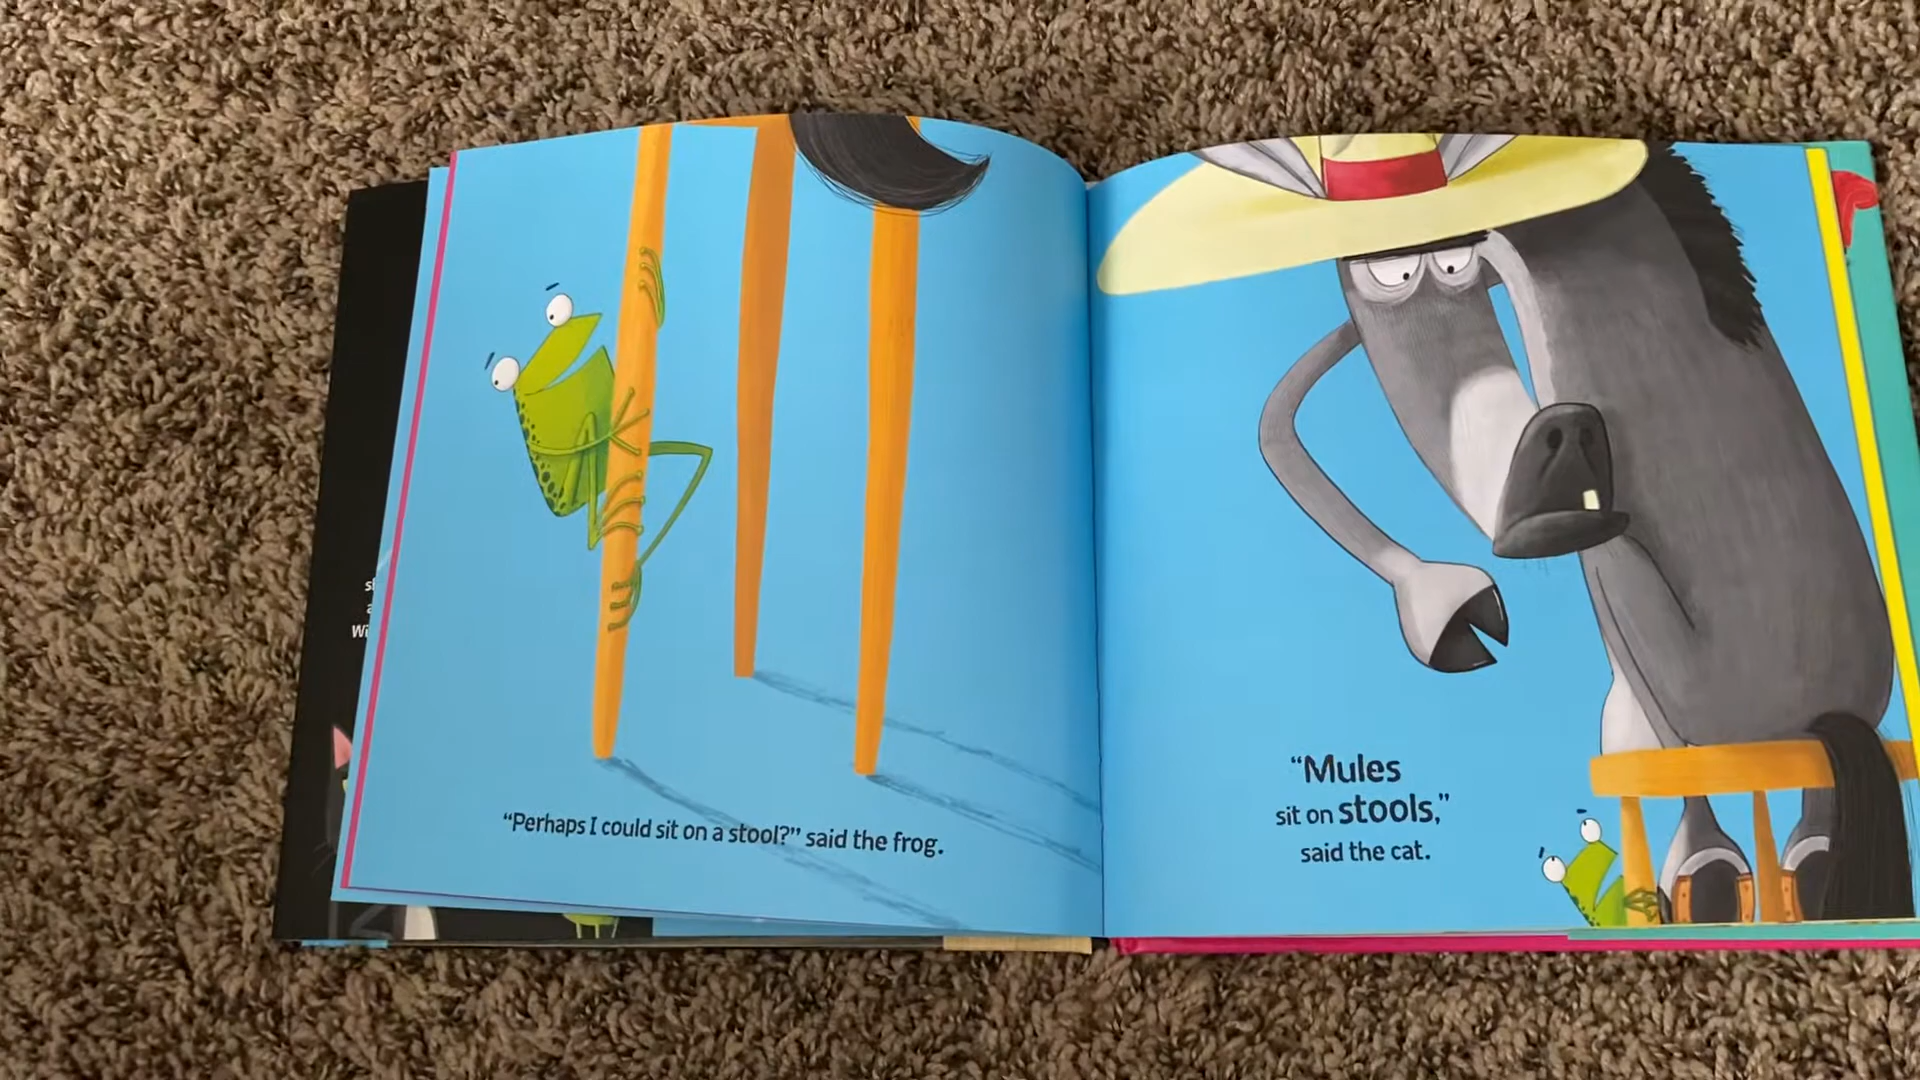 “Perhaps I could sit on a stool?” said the frog.
“Mules
sit on stools,”
said the cat.